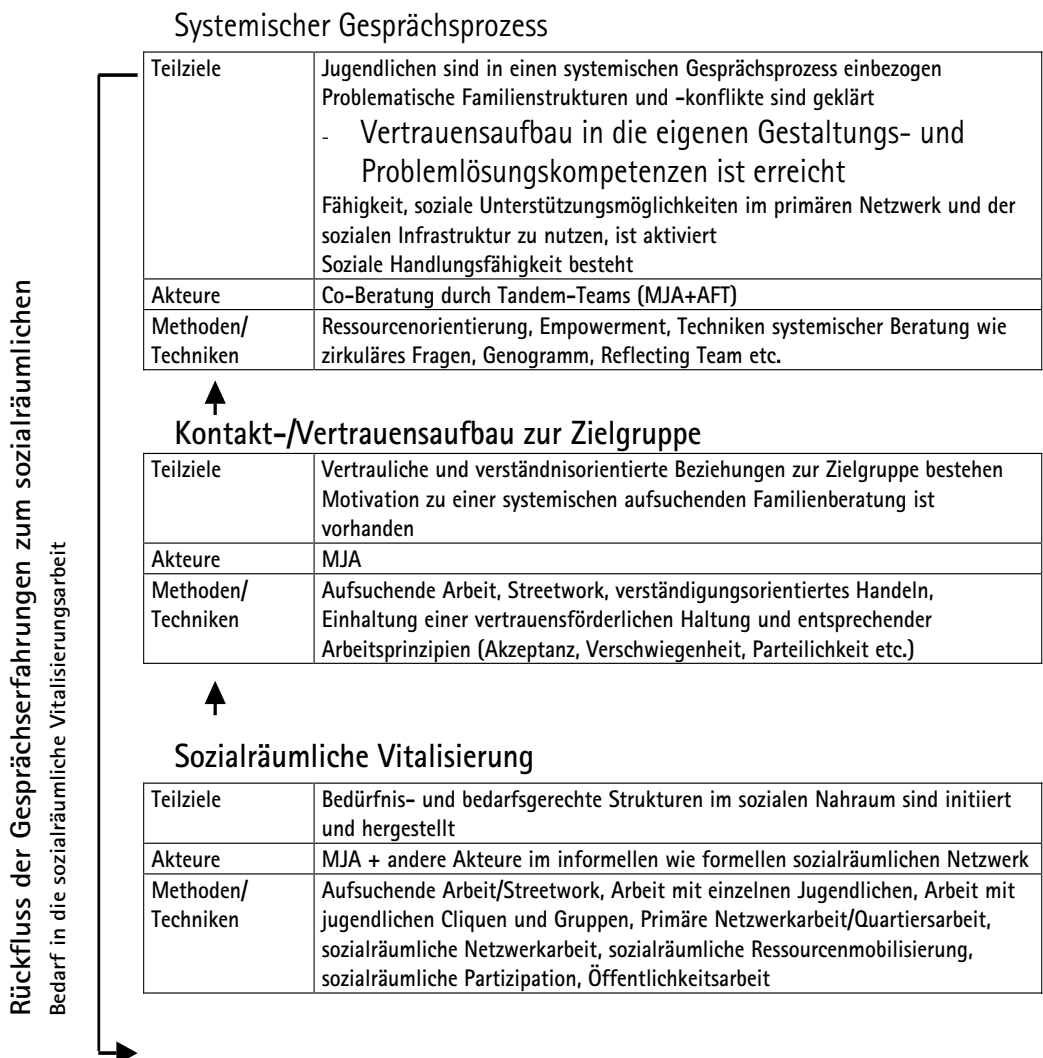 Systemischer Gesprächsprozess
Teilziele Jugendlichen sind in einen systemischen Gesprächsprozess einbezogen
Problematische Familienstrukturen und -konflikte sind geklärt
- Vertrauensaufbau in die eigenen Gestaltungs- und
Problemlösungskompetenzen ist erreicht
Fähigkeit, soziale Unterstützungsmöglichkeiten im primären Netzwerk und der
sozialen Infrastruktur zu nutzen, ist aktiviert
Soziale Handlungsfähigkeit besteht
Akteure Co-Beratung durch Tandem-Teams (MJA+AFT)
Methoden/ Ressourcenorientierung, Empowerment, Techniken systemischer Beratung wie
Techniken zirkuläres Fragen, Genogramm, Reflecting Team etc.
Kontakt-/Vertrauensaufbau zur Zielgruppe
Teilziele Vertrauliche und verständnisorientierte Beziehungen zur Zielgruppe bestehen
Motivation zu einer systemischen aufsuchenden Familienberatung ist
vorhanden
Akteure MJA
Methoden/ Aufsuchende Arbeit, Streetwork, verständigungsorientiertes Handeln,
Techniken Einhaltung einer vertrauensförderlichen Haltung und entsprechender
Arbeitsprinzipien (Akzeptanz, Verschwiegenheit, Parteilichkeit etc.)
Sozialräumliche Vitalisierung
Teilziele Bedürfnis- und bedarfsgerechte Strukturen im sozialen Nahraum sind initiiert
und hergestellt
Akteure MJA + andere Akteure im informellen wie formellen sozialräumlichen Netzwerk
Methoden/ Aufsuchende Arbeit/Streetwork, Arbeit mit einzelnen Jugendlichen, Arbeit mit
Techniken jugendlichen Cliquen und Gruppen, Primäre Netzwerkarbeit/Quartiersarbeit,
sozialräumliche Netzwerkarbeit, sozialräumliche Ressourcenmobilisierung,
sozialräumliche Partizipation, Öffentlichkeitsarbeit
Rückfluss der Gesprächserfahrungen zum sozialräumlichen
Bedarf in die sozialräumliche Vitalisierungsarbeit